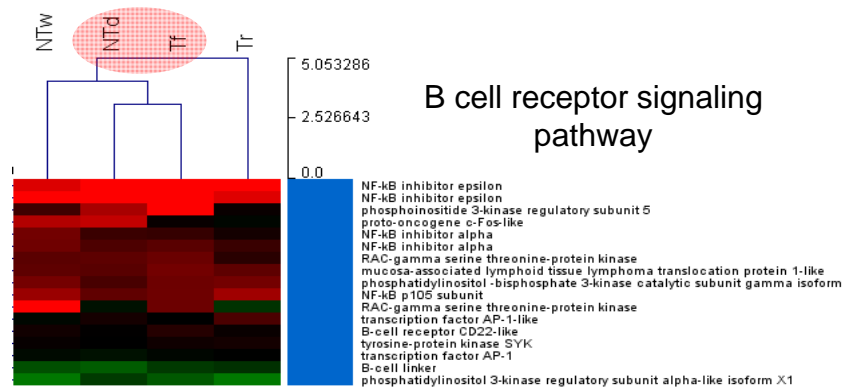 NTw
NTd
Tf
Tr
5.053286
2.526643
0.0
B cell receptor signaling
pathway
NF-kB inhibitor epsilon
NF-kB inhibitor epsilon
phosphoinositide 3-kinase regulatory subunit 5
proto-oncogene c-Fos-like
NF-kB inhibitor alpha
NF-kB inhibitor alpha
RAC-gamma serine threonine-protein kinase
mucosa-associated lymphoid tissue lymphoma translocation protein 1-like
phosphatidylinositol -bisphosphate 3-kinase catalytic subunit gamma isoform
NF-kB p105 subunit
RAC-gamma serine threonine-protein kinase
transcription factor AP-1-like
B-cell receptor CD22-like
tyrosine-protein kinase SYK
transcription factor AP-1
B-cell linker
phosphatidylinositol 3-kinase regulatory subunit alpha-like isoform X1